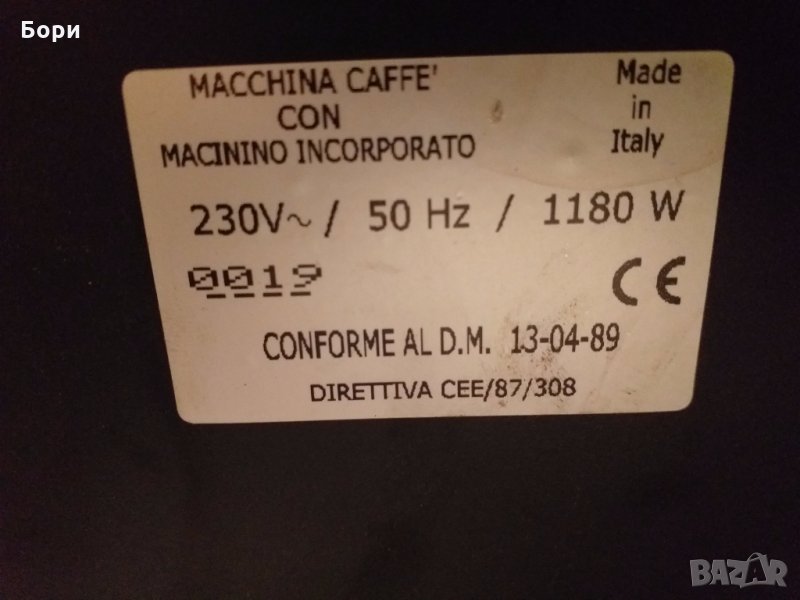 Бори
MACCHINA CAFFE'
CON
MACININO INCORPORATO
Made
in
Italy
230V~ / 50 Hz / 1180 W
0019
CE
CONFORME AL D.M. 13-04-89
DIRETTIVA CEE/87/308
BAZAR